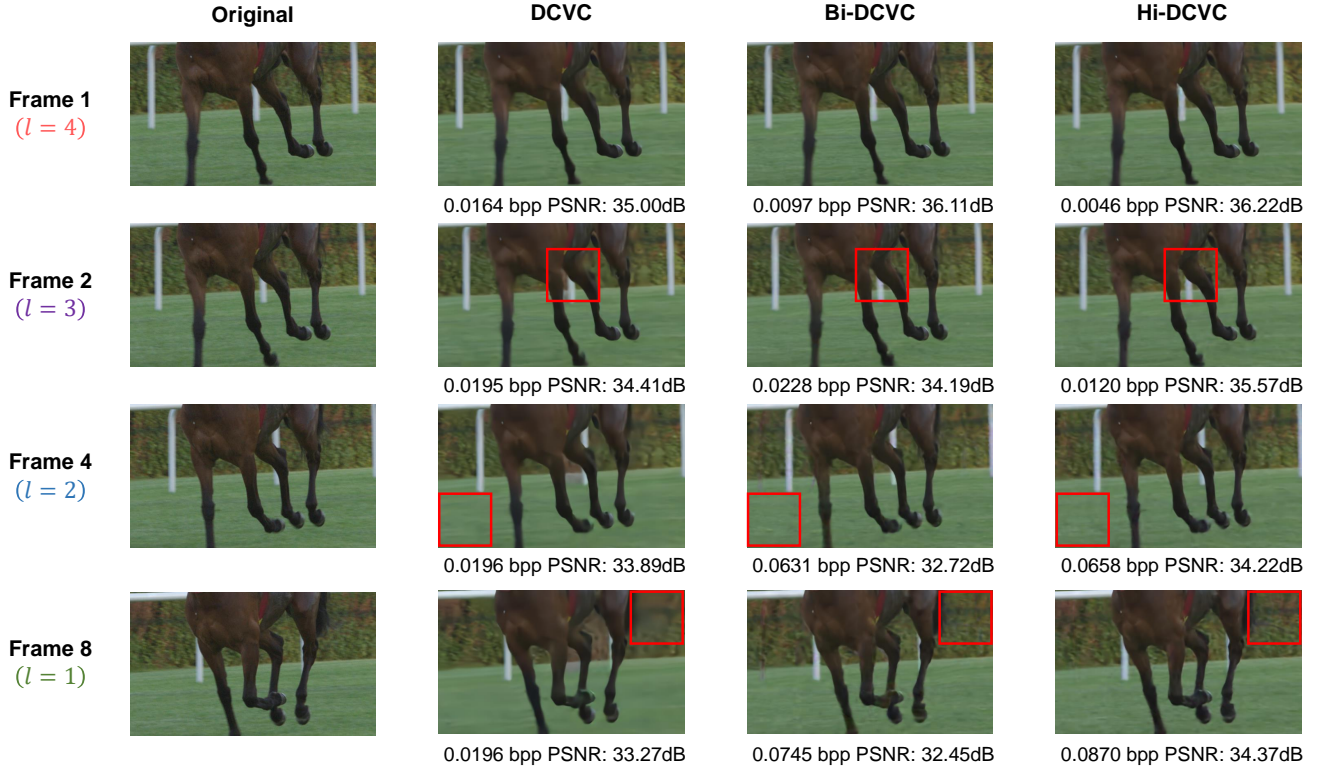 Original DCVC Bi-DCVC Hi-DCVC
Frame 1
(l = 4)
0.0164 bpp PSNR: 35.00dB 0.0097 bpp PSNR: 36.11dB 0.0046 bpp PSNR: 36.22dB
Frame 2
(l = 3)
0.0195 bpp PSNR: 34.41dB 0.0228 bpp PSNR: 34.19dB 0.0120 bpp PSNR: 35.57dB
Frame 4
(l = 2)
0.0196 bpp PSNR: 33.89dB 0.0631 bpp PSNR: 32.72dB 0.0658 bpp PSNR: 34.22dB
Frame 8
(l = 1)
0.0196 bpp PSNR: 33.27dB 0.0745 bpp PSNR: 32.45dB 0.0870 bpp PSNR: 34.37dB